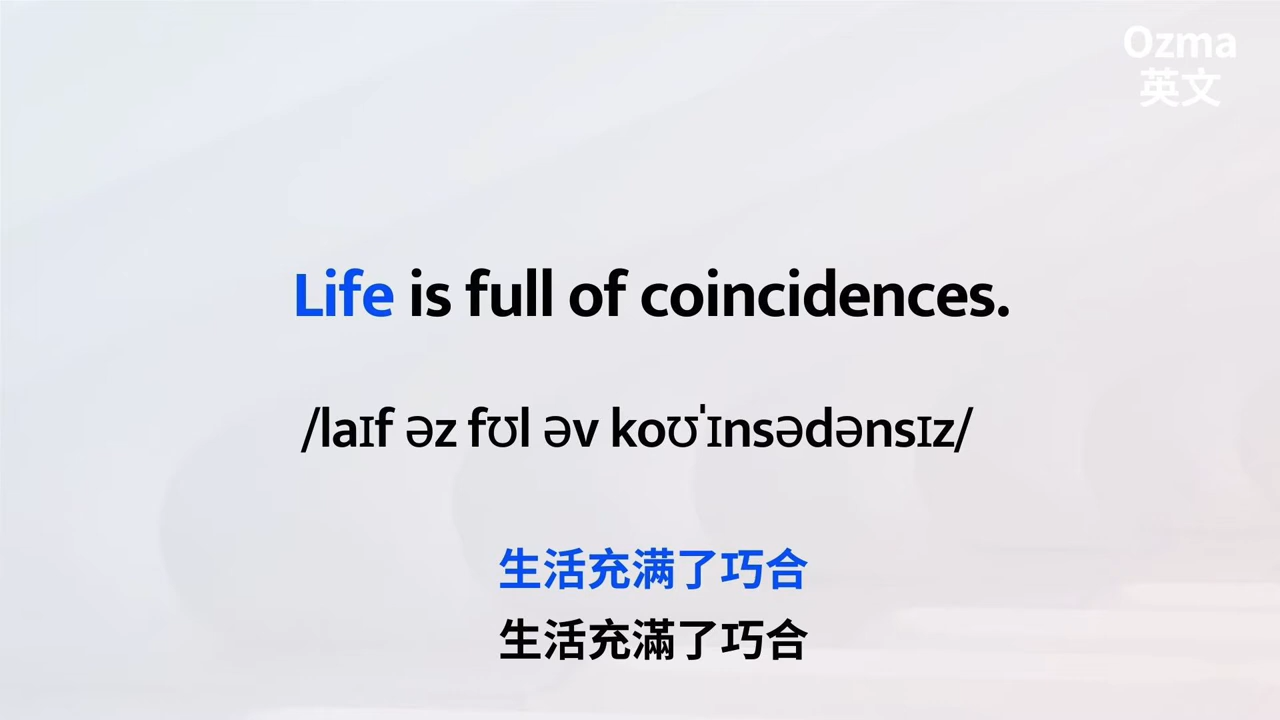 Ozma
英文
Life is full of coincidences.
/laɪf əz fʊl əv koʊˈɪnsədənsɪz/
生活充满了巧合
生活充滿了巧合